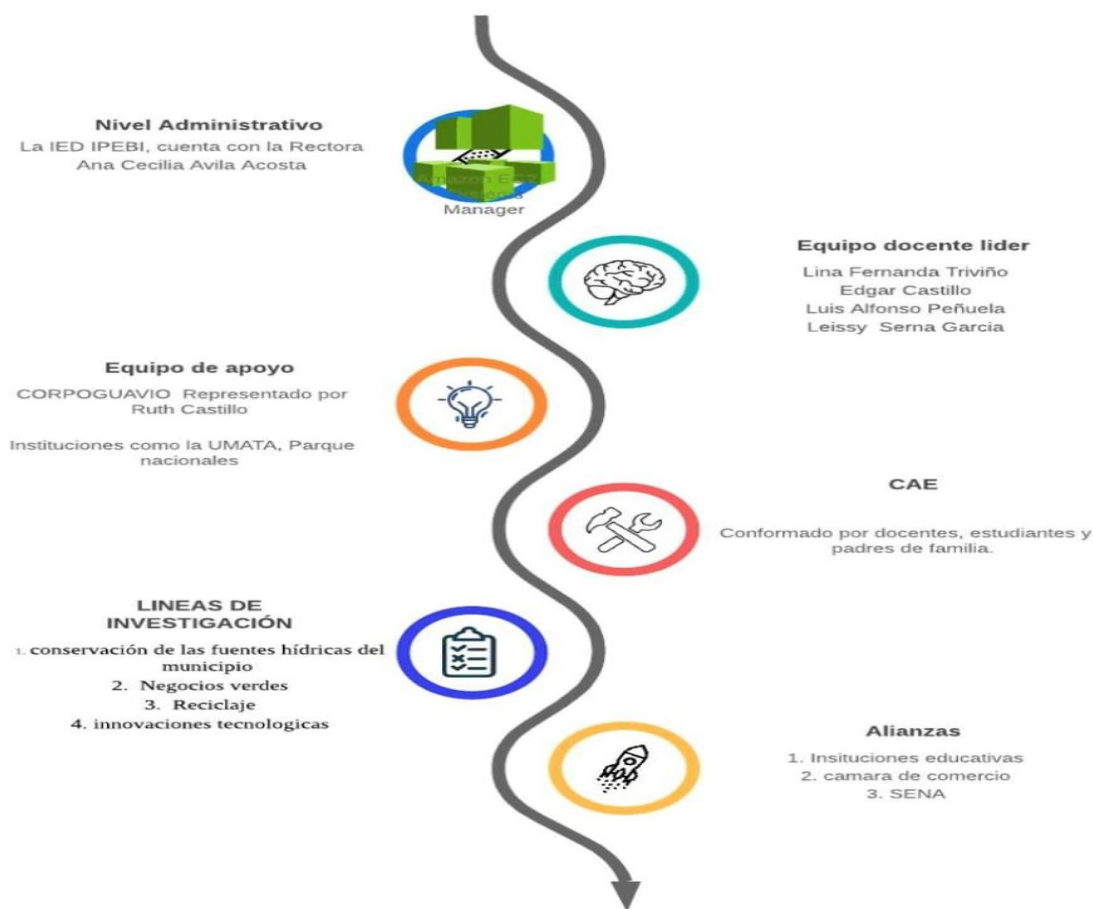 Nivel Administrativo
La IED IPEBI, cuenta con la Rectora
Ana Cecilia Avila Acosta
Amazon EC2
Systems
Manager
Equipo docente lider
Lina Fernanda Triviño
Edgar Castillo
Luis Alfonso Peñuela
Leissy Serna Garcia
Equipo de apoyo
CORPOGUAVIO Representado por
Ruth Castillo
Instituciones como la UMATA, Parque
nacionales
CAE
Conformado por docentes, estudiantes y
padres de familia.
LINEAS DE
INVESTIGACIÓN
1. conservación de las fuentes hídricas del
municipio
2. Negocios verdes
3. Reciclaje
4. innovaciones tecnologicas
Alianzas
1. Insituciones educativas
2. camara de comercio
3. SENA